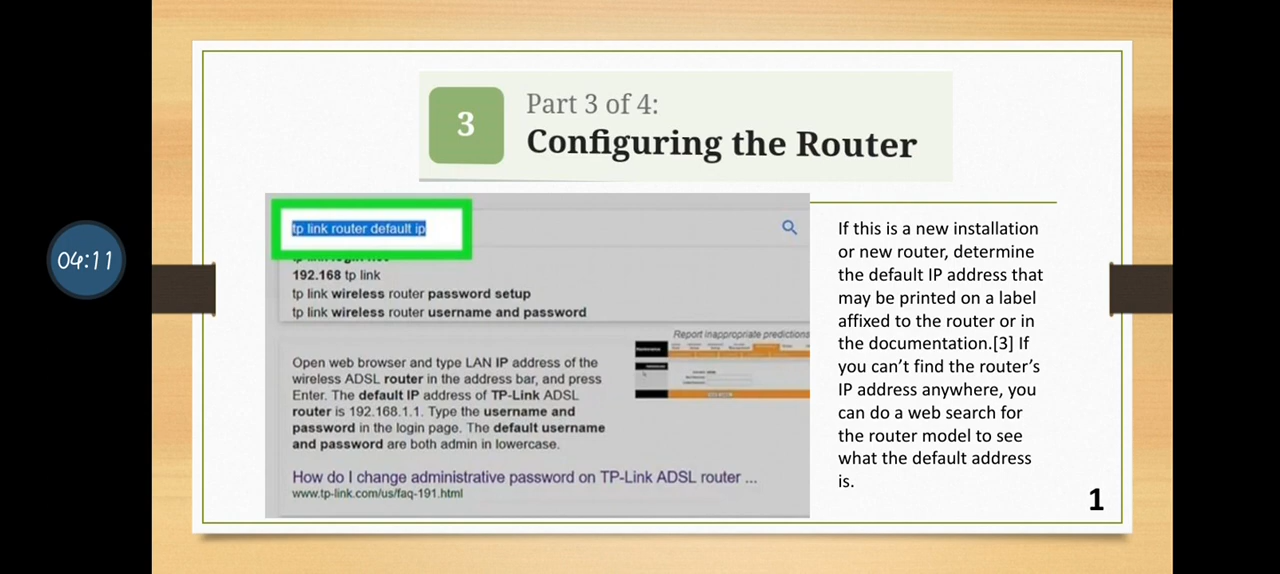 04:11
3
Part 3 of 4:
Configuring the Router
tp link router default ip
192.168 tp link
tp link wireless router password setup
tp link wireless router username and password
Report inappropriate predictions
Open web browser and type LAN IP address of the
wireless ADSL router in the address bar, and press
Enter. The default IP address of TP-Link ADSL
router is 192.168.1.1. Type the username and
password in the login page. The default username
and password are both admin in lowercase.
How do I change administrative password on TP-Link ADSL router ...
www.tp-link.com/us/faq-191.html
If this is a new installation
or new router, determine
the default IP address that
may be printed on a label
affixed to the router or in
the documentation.[3] If
you can’t find the router’s
IP address anywhere, you
can do a web search for
the router model to see
what the default address
is.
1